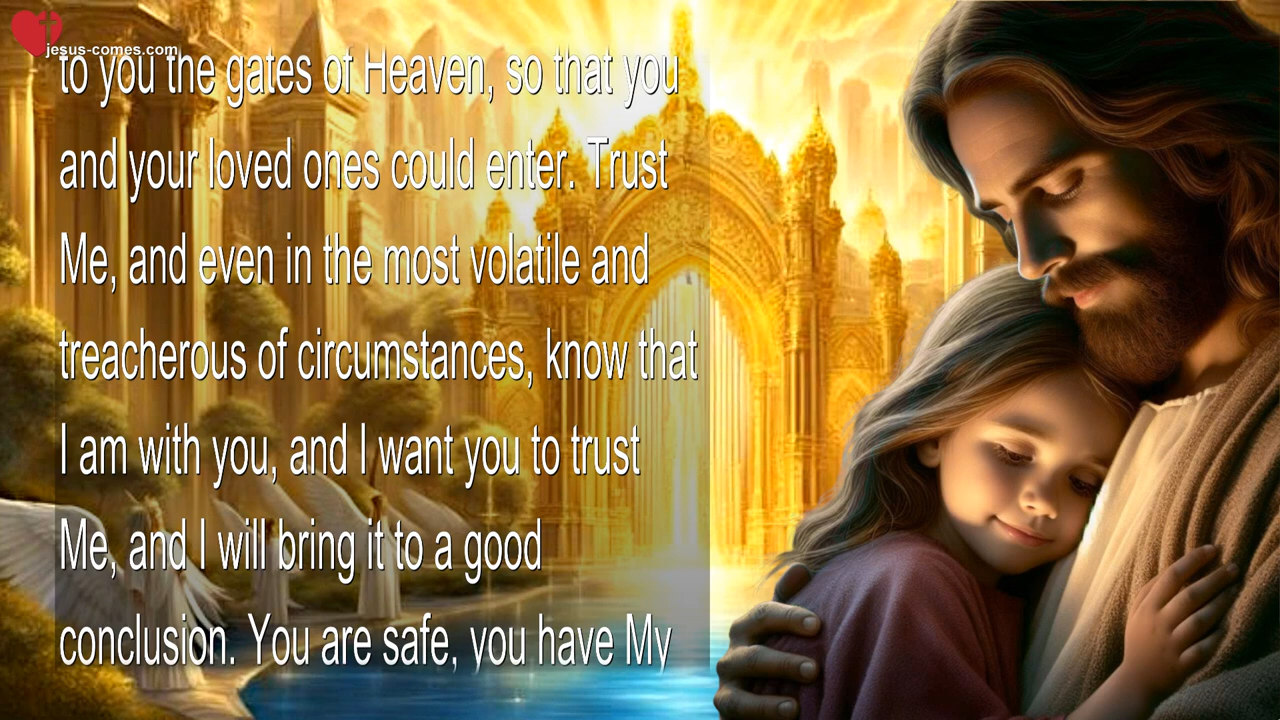 jesus-comes.com
to you the gates of Heaven, so that you
and your loved ones could enter. Trust
Me, and even in the most volatile and
treacherous of circumstances, know that
I am with you, and I want you to trust
Me, and I will bring it to a good
conclusion. You are safe, you have My